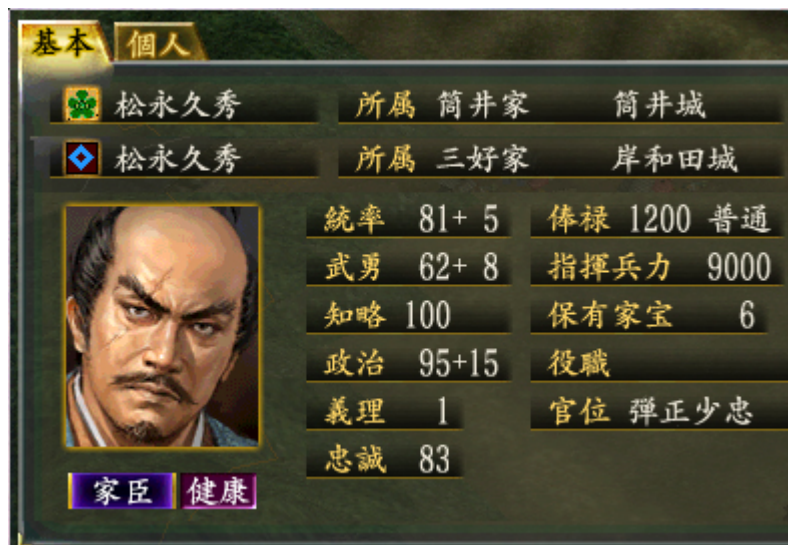 基本 個人
松永久秀 所属 筒井家 筒井城
松永久秀 所属 三好家 岸和田城
統率 81+ 5 俸禄 1200 普通
武勇 62+ 8 指揮兵力 9000
知略 100 保有家宝 6
政治 95+15 役職
義理 1 官位 弾正少忠
忠誠 83
家臣 健康